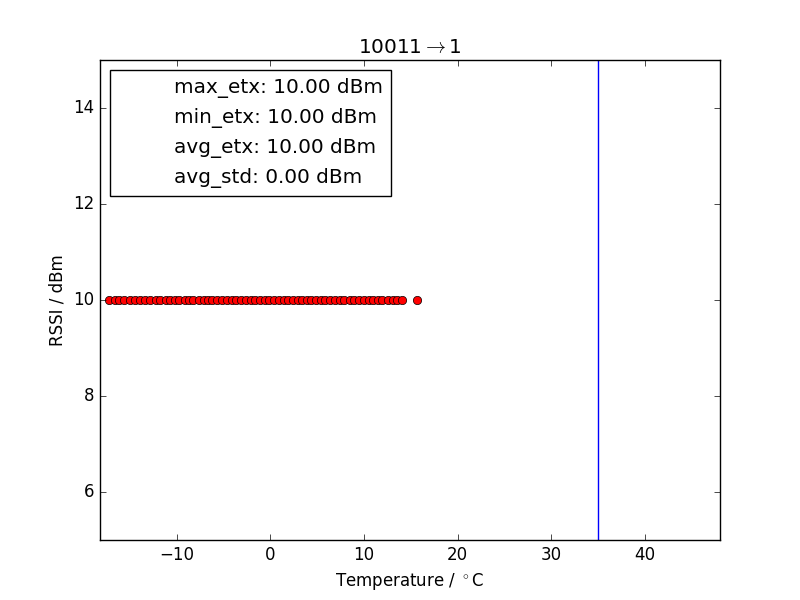 10011→1
max_etx: 10.00 dBm
min_etx: 10.00 dBm
avg_etx: 10.00 dBm
avg_std: 0.00 dBm
14
12
10
8
6
RSSI / dBm
−10 0 10 20 30 40
Temperature / °C